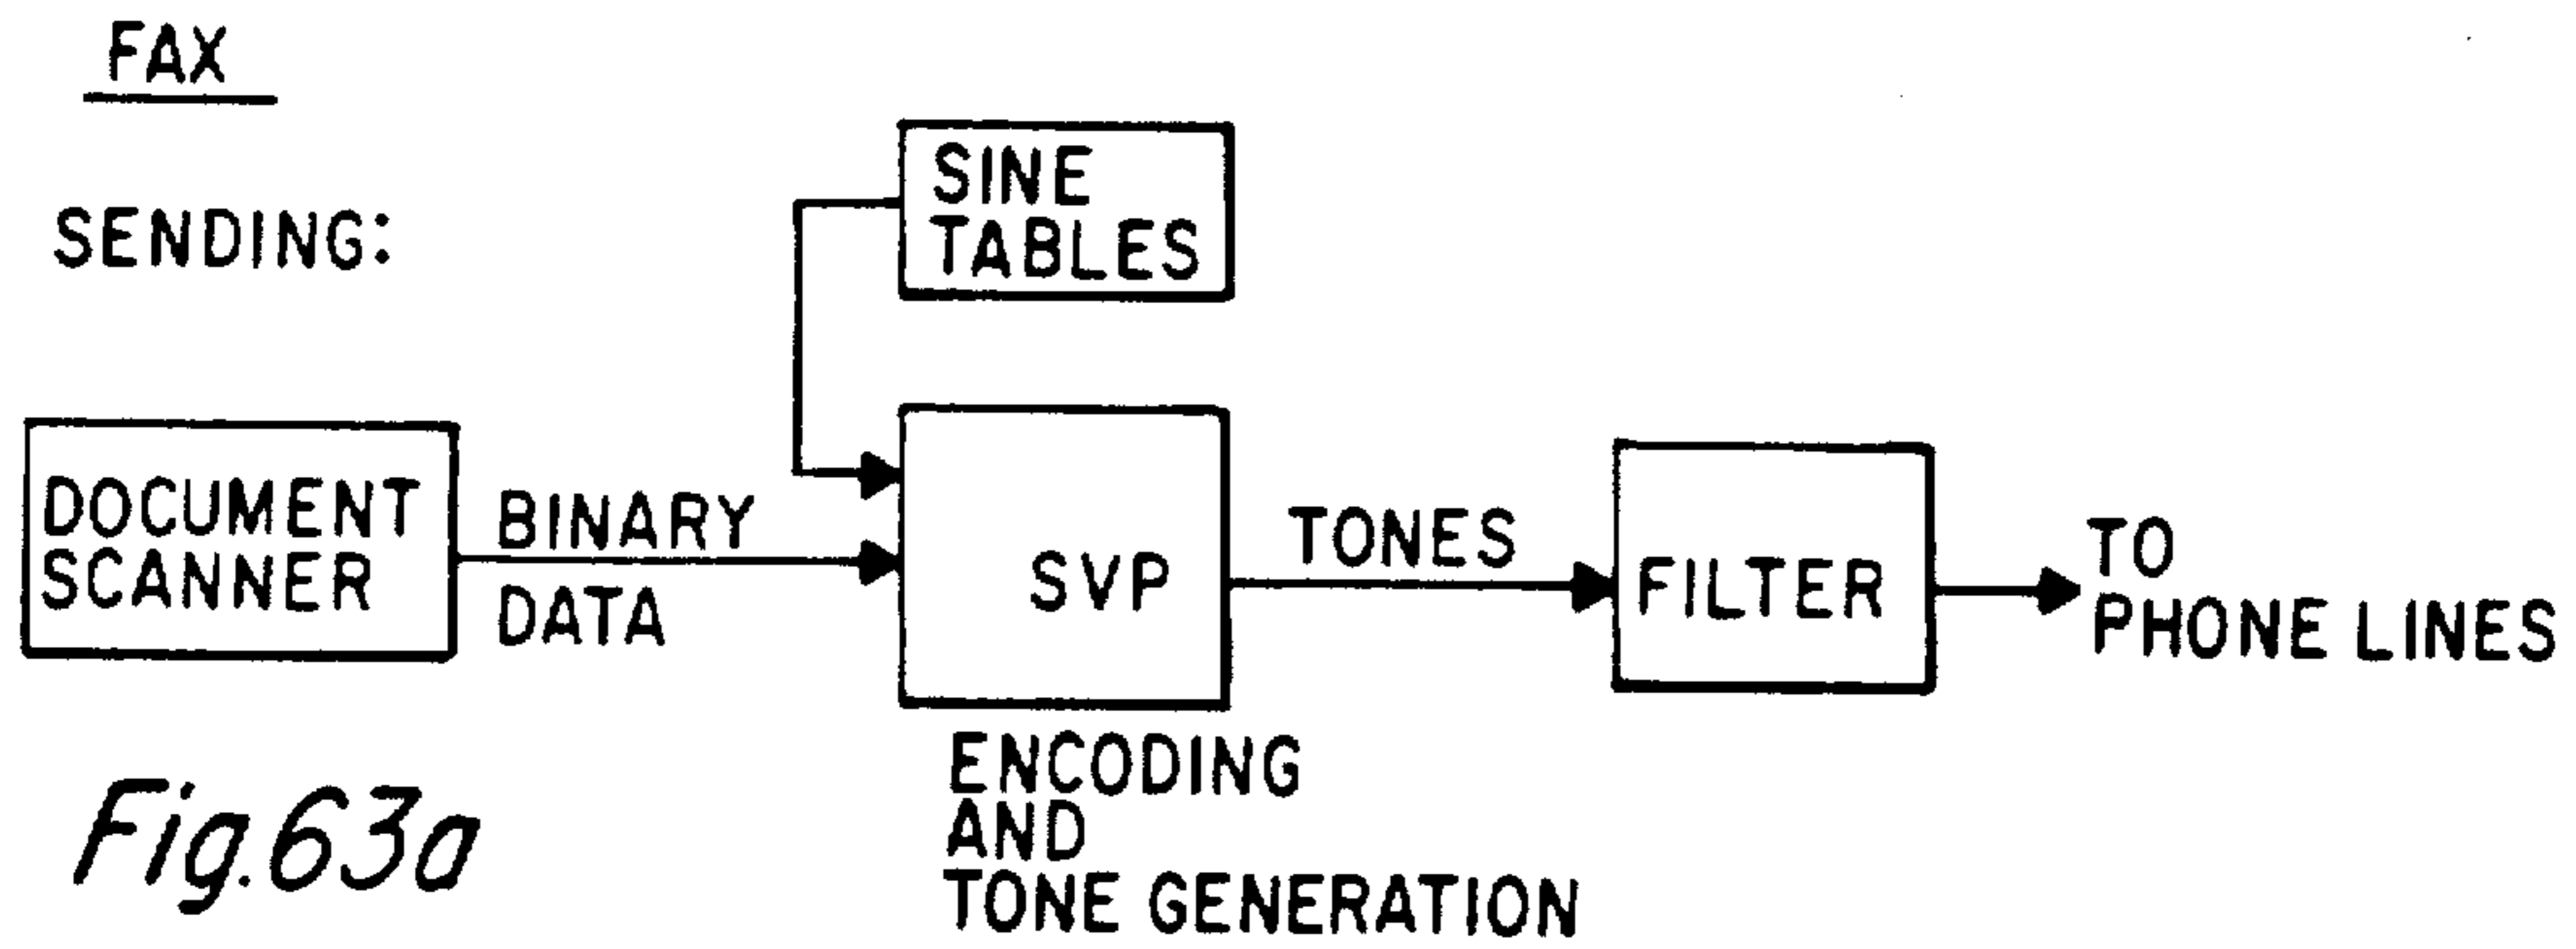 FAX
SENDING:
SINE
TABLES
DOCUMENT
SCANNER
BINARY
DATA
SVP
ENCODING
AND
TONE GENERATION
TONES
FILTER
TO
PHONE LINES
Fig.63a